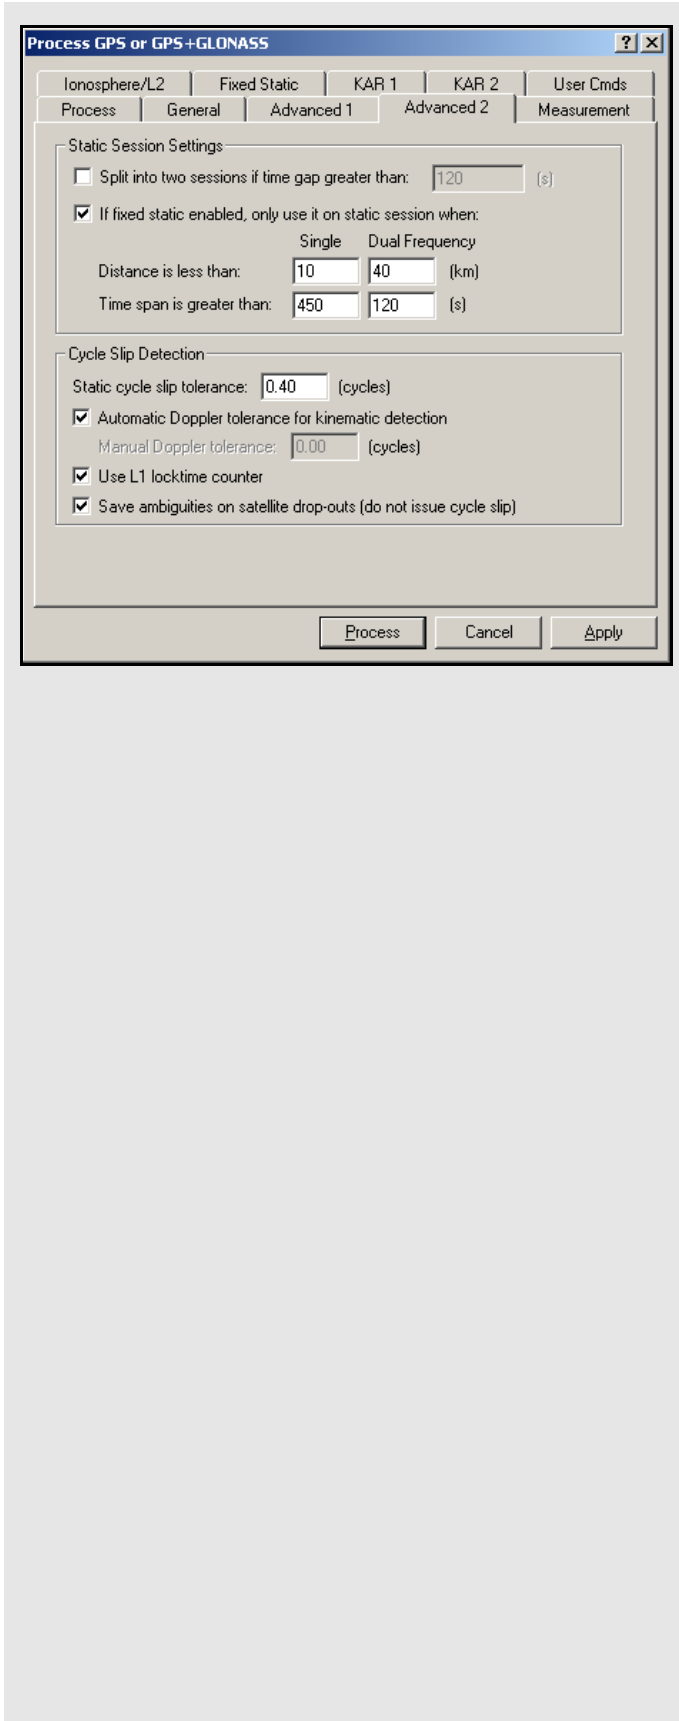 Process GPS or GPS+GLONASS
Ionosphere/L2 Fixed Static KAR 1 KAR 2 User Cmds
Process General Advanced 1 Advanced 2 Measurement
Static Session Settings
Split into two sessions if time gap greater than: 120 (s)
If fixed static enabled, only use it on static session when:
Single Dual Frequency
Distance is less than: 10 40 (km)
Time span is greater than: 450 120 (s)
Cycle Slip Detection
Static cycle slip tolerance: 0.40 (cycles)
Automatic Doppler tolerance for kinematic detection
Manual Doppler tolerance: 0.00 (cycles)
Use L1 locktime counter
Save ambiguities on satellite drop-outs (do not issue cycle slip)
Process Cancel Apply